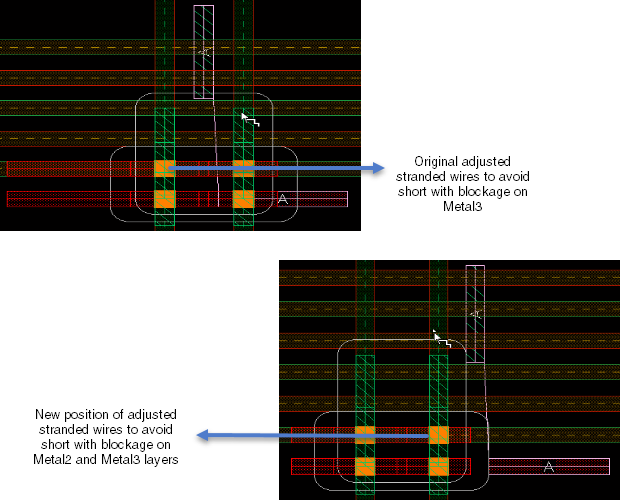 A
A
Original adjusted
stranded wires to avoid
short with blockage on
Metal3
A
New position of adjusted
stranded wires to avoid
short with blockage on
Metal2 and Metal3 layers
A